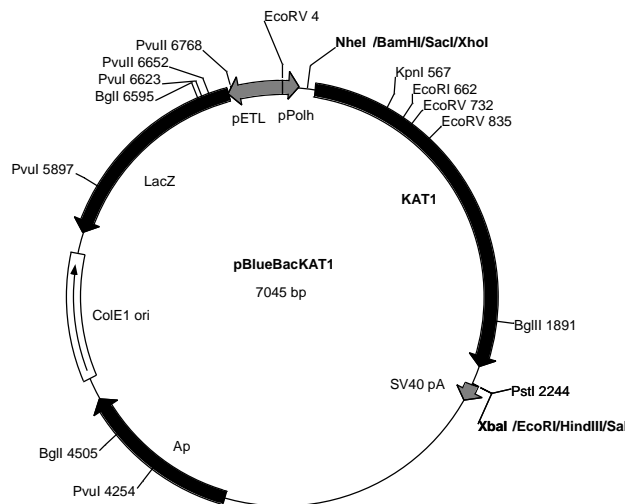 EcoRV 4
PvuII 6768
NheI /BamHI/SacI/XhoI
PvuII 6652
PvuI 6623
BglI 6595
KpnI 567
EcoRI 662
EcoRV 732
EcoRV 835
pETL
pPolh
PvuI 5897
LacZ
KAT1
pBlueBacKAT1
7045 bp
ColE1 ori
BglII 1891
SV40 pA
PstI 2244
XbaI /EcoRI/HindIII/Sal
BglI 4505
Ap
PvuI 4254